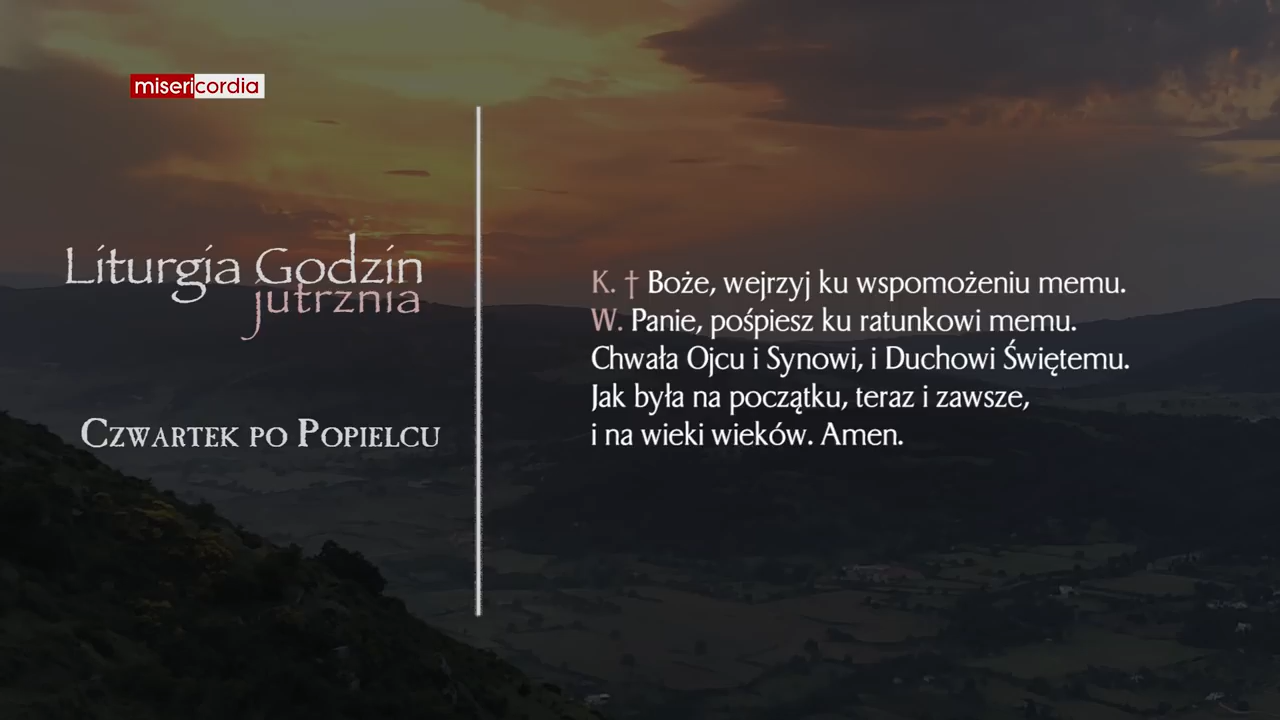 misericordia
Liturgia Godzin
jutrznia
Czwartek po Popielcu
K. † Boże, wejrzyj ku wspomożeniu memu.
W. Panie, pośpiesz ku ratunkowi memu.
Chwała Ojcu i Synowi, i Duchowi Świętemu.
Jak była na początku, teraz i zawsze,
i na wieki wieków. Amen.